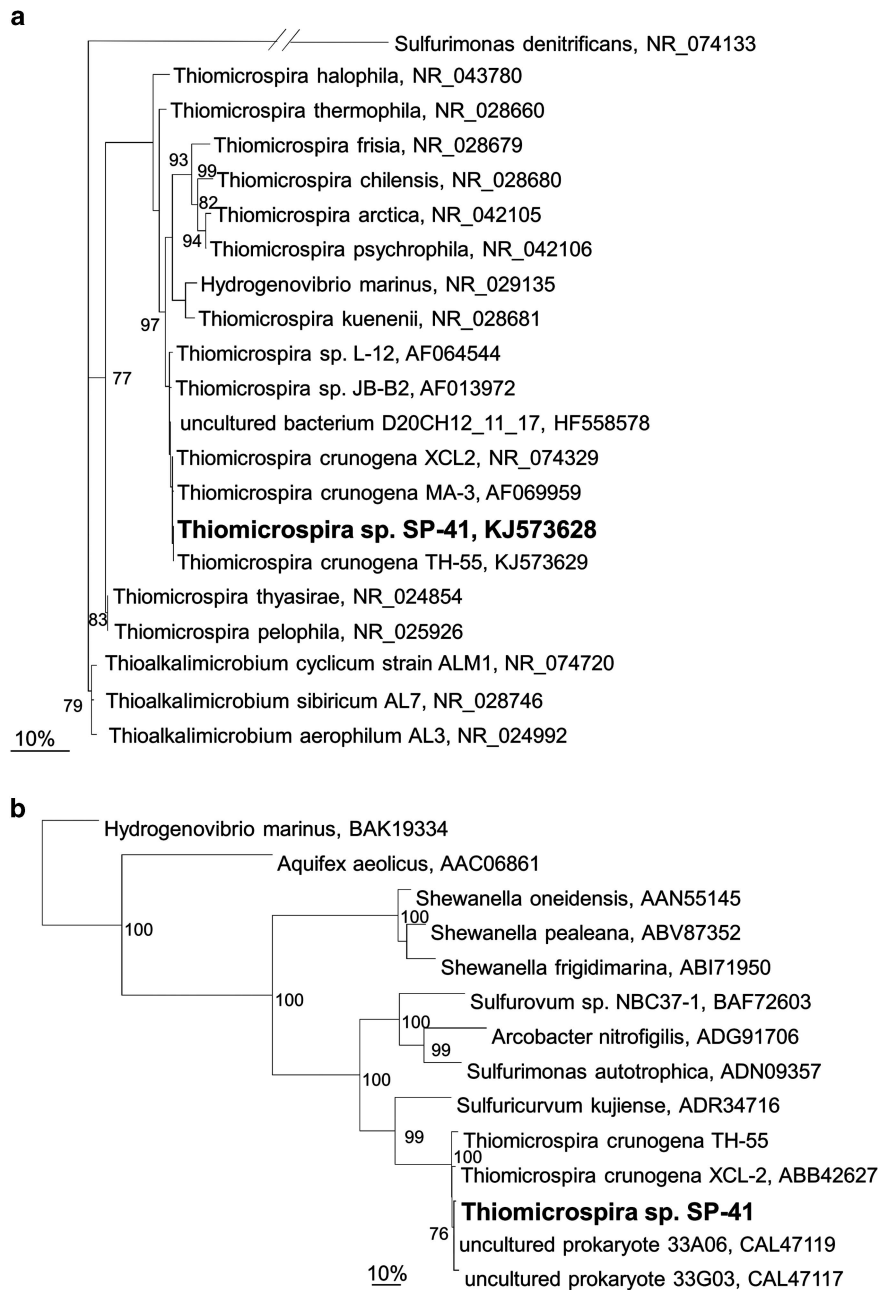 a
Sulfurimonas denitrificans, NR_074133
Thiomicrospira halophila, NR_043780
Thiomicrospira thermophila, NR_028660
Thiomicrospira frisia, NR_028679
93
99
Thiomicrospira chilensis, NR_028680
82
Thiomicrospira arctica, NR_042105
94
Thiomicrospira psychrophila, NR_042106
Hydrogenovibrio marinus, NR_029135
Thiomicrospira kuenenii, NR_028681
97
Thiomicrospira sp. L-12, AF064544
77
Thiomicrospira sp. JB-B2, AF013972
uncultured bacterium D20CH12_11_17, HF558578
Thiomicrospira crunogena XCL2, NR_074329
Thiomicrospira crunogena MA-3, AF069959
Thiomicrospira sp. SP-41, KJ573628
Thiomicrospira crunogena TH-55, KJ573629
Thiomicrospira thyasirae, NR_024854
83
Thiomicrospira pelophila, NR_025926
Thioalkalimicrobium cyclicum strain ALM1, NR_074720
79
Thioalkalimicrobium sibiricum AL7, NR_028746
Thioalkalimicrobium aerophilum AL3, NR_024992
10%
b
Hydrogenovibrio marinus, BAK19334
Aquifex aeolicus, AAC06861
Shewanella oneidensis, AAN55145
100
100
Shewanella pealeana, ABV87352
Shewanella frigidimarina, ABI71950
100
Sulfurovum sp. NBC37-1, BAF72603
100
Arcobacter nitrofigilis, ADG91706
99
Sulfurimonas autotrophica, ADN09357
100
Sulfuricurvum kujiense, ADR34716
99
Thiomicrospira crunogena TH-55
100
Thiomicrospira crunogena XCL-2, ABB42627
Thiomicrospira sp. SP-41
76
uncultured prokaryote 33A06, CAL47119
10%
uncultured prokaryote 33G03, CAL47117